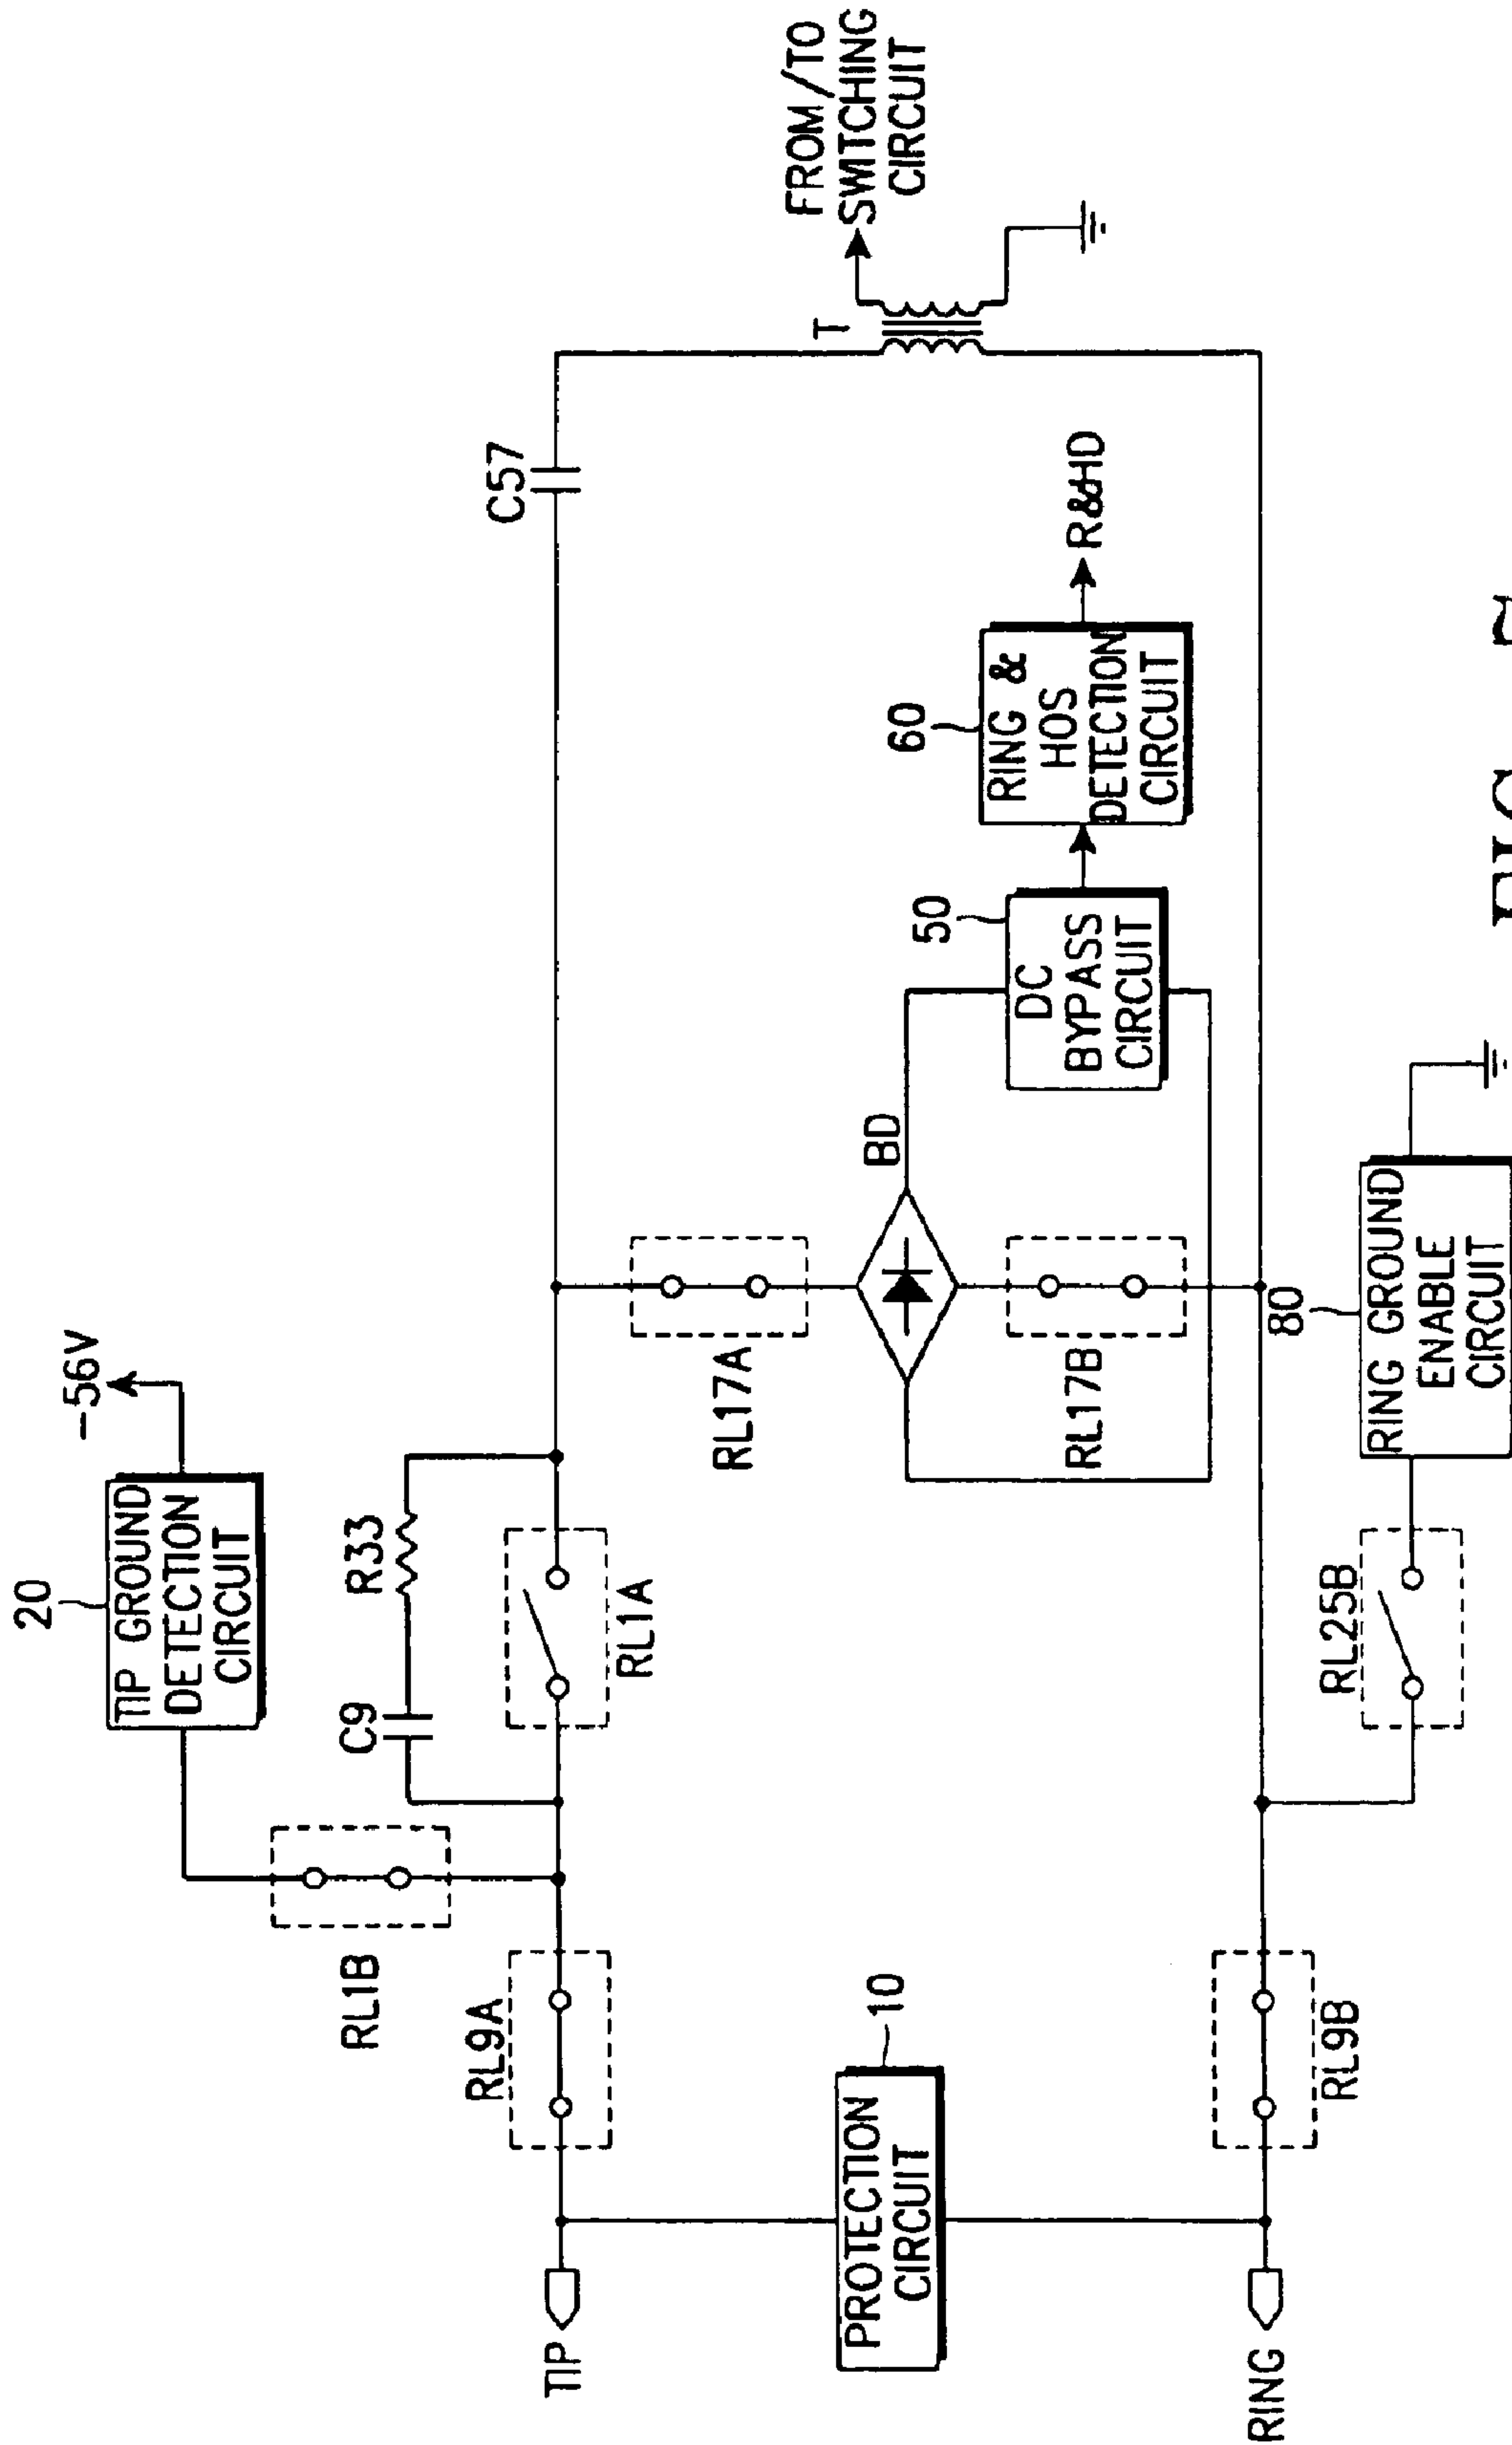 20
TIP GROUND
DETECTION
CIRCUIT
-56V
RL1B
C9
R33
RL1A
C57
RL9A
TIP
PROTECTION
CIRCUIT
10
RL17A
BD
RL17B
50
DC
BYPASS
CIRCUIT
60
RING &
HOS
DETECTION
CIRCUIT
R&HD
T
FROM/TO
SWITCHING
CIRCUIT
RING
RL9B
RL25B
80
RING GROUND
ENABLE
CIRCUIT